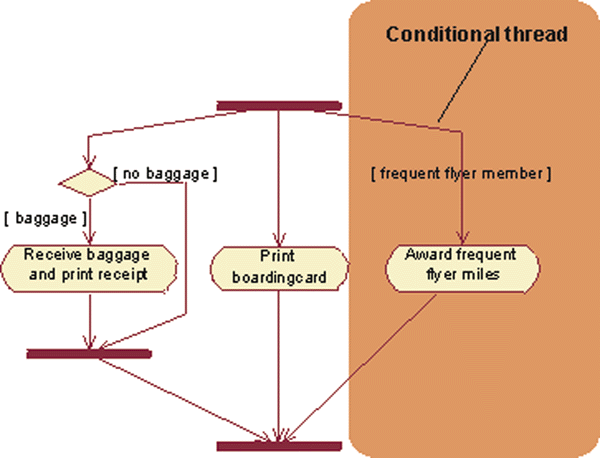 Conditional thread
[ no baggage ]
[ frequent flyer member ]
[ baggage ]
Receive baggage
and print receipt
Print
boardingcard
Award frequent
flyer miles